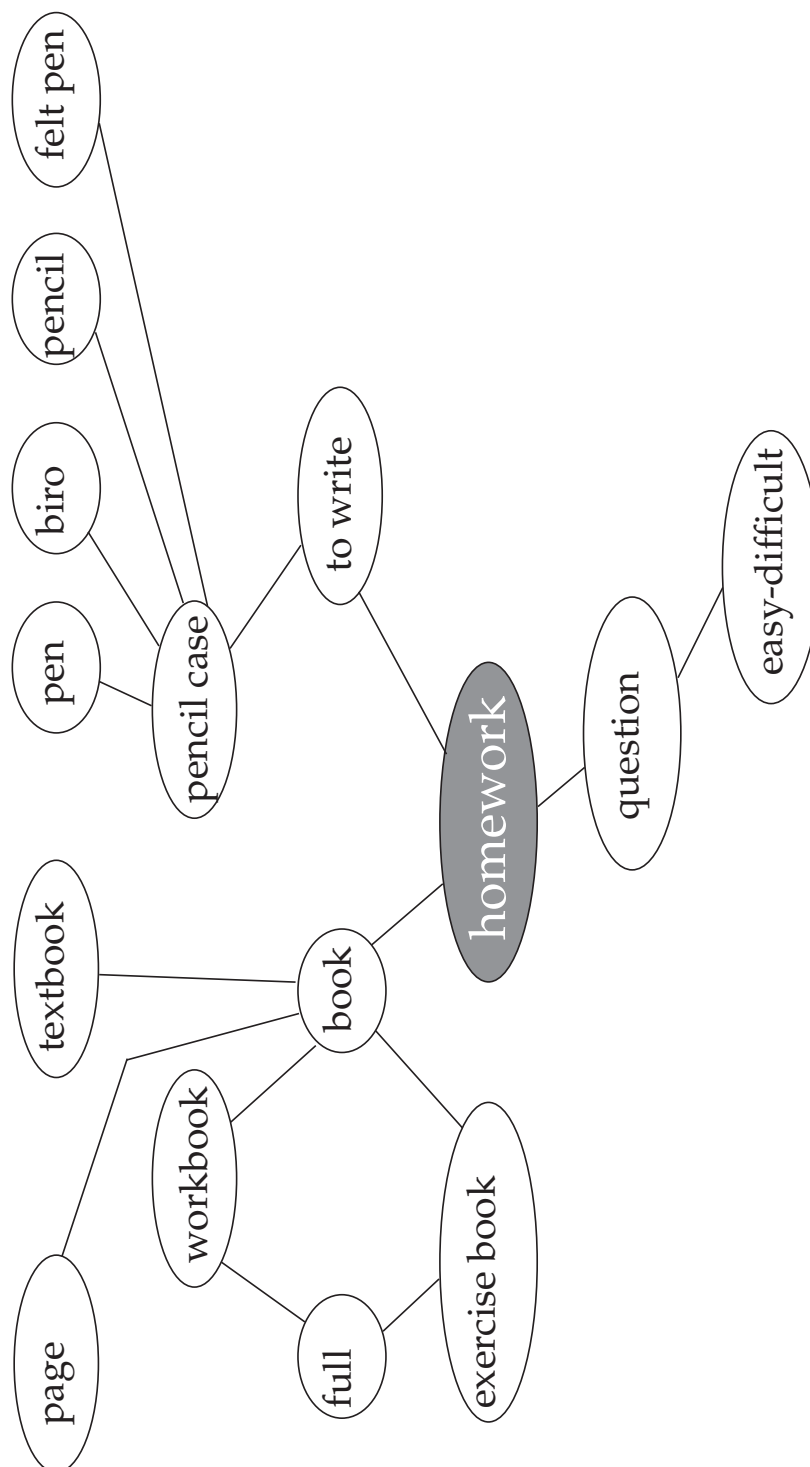 page
textbook
pen
biro
pencil
felt pen
workbook
pencil case
full
book
to write
exercise book
homework
question
easy-difficult